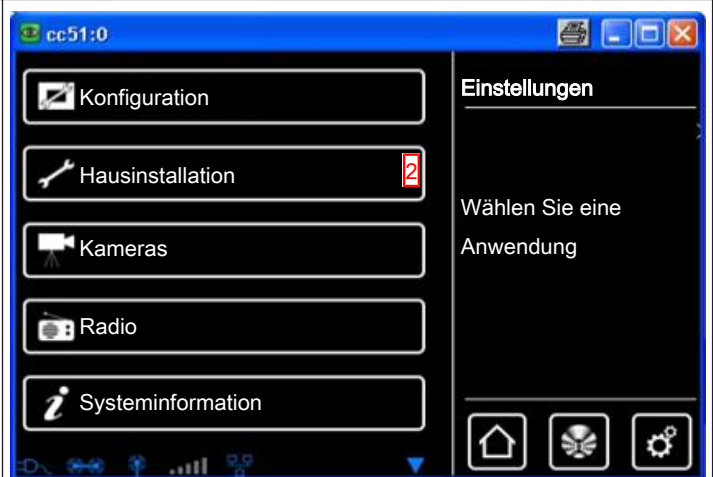 cc51:0
Konfiguration
Hausinstallation 2
Kameras
Radio
Systeminformation
Einstellungen
Wählen Sie eine
Anwendung